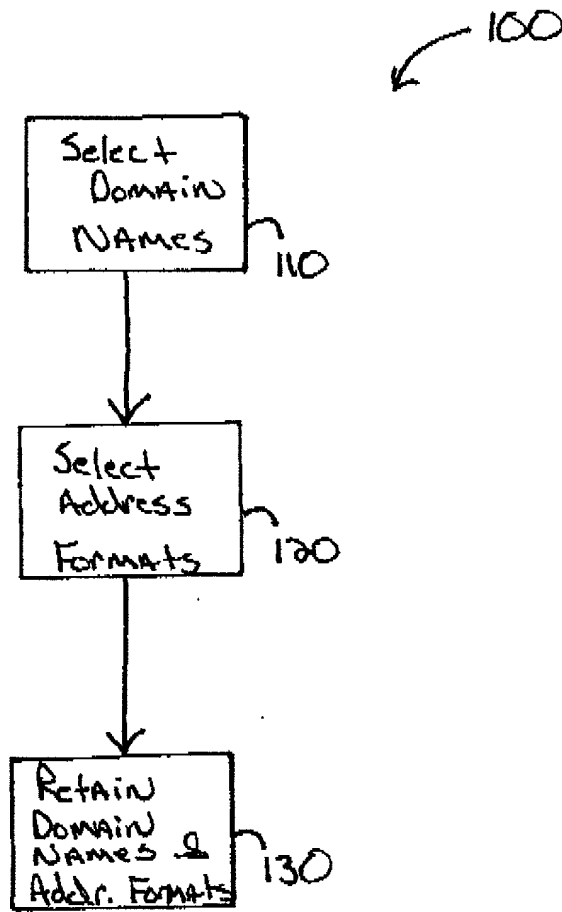 100
Select
Domain
Names
110
Select
Address
Formats
120
Retain
Domain
Names &
Addr. Formats
130